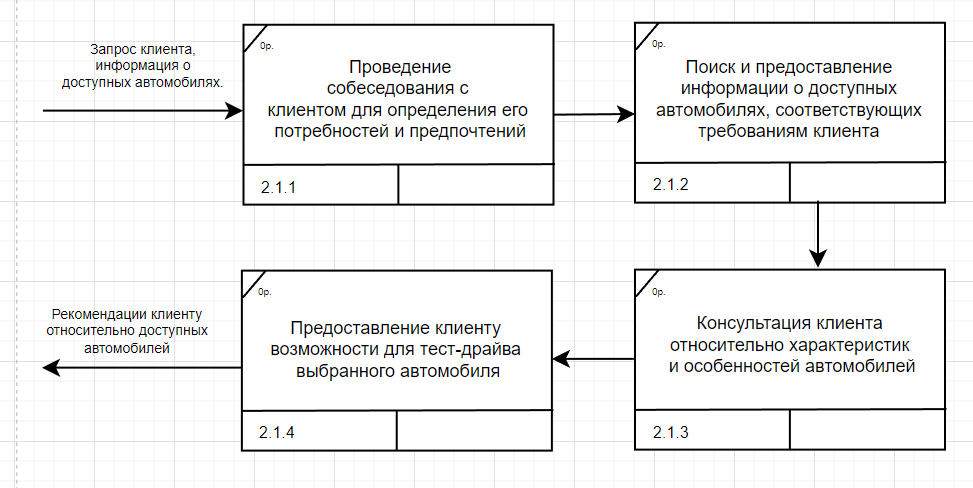 Запрос клиента,
информация о
доступных автомобилях.
0р.
Проведение
собеседования с
клиентом для определения его
потребностей и предпочтений
2.1.1
0р.
Поиск и предоставление
информации о доступных
автомобилях, соответствующих
требованиям клиента
2.1.2
0р.
Консультация клиента
относительно характеристик
и особенностей автомобилей
2.1.3
0р.
Предоставление клиенту
возможности для тест-драйва
выбранного автомобиля
2.1.4
Рекомендации клиенту
относительно доступных
автомобилей